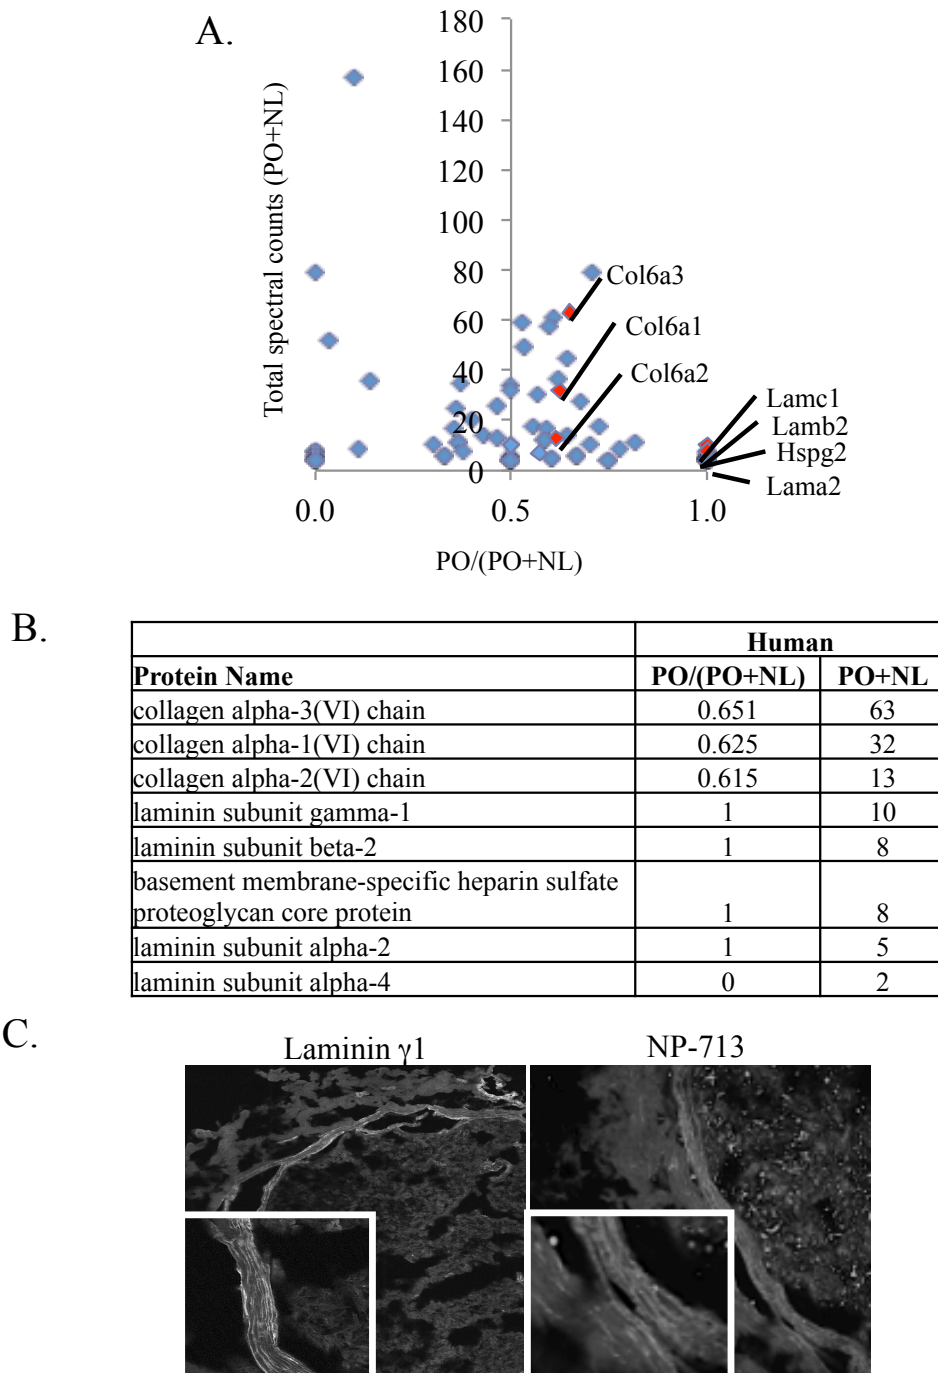 A.
Total spectral counts (PO+NL)
180
160
140
120
100
80
60
40
20
0
0.0
0.5
1.0
PO/(PO+NL)
Col6a3
Col6a1
Col6a2
Lamc1
Lamb2
Hspg2
Lama2
B.
Human
Protein Name PO/(PO+NL) PO+NL
collagen alpha-3(VI) chain 0.651 63
collagen alpha-1(VI) chain 0.625 32
collagen alpha-2(VI) chain 0.615 13
laminin subunit gamma-1 1 10
laminin subunit beta-2 1 8
basement membrane-specific heparin sulfate
proteoglycan core protein 1 8
laminin subunit alpha-2 1 5
laminin subunit alpha-4 0 2
C.
Laminin γ1
NP-713